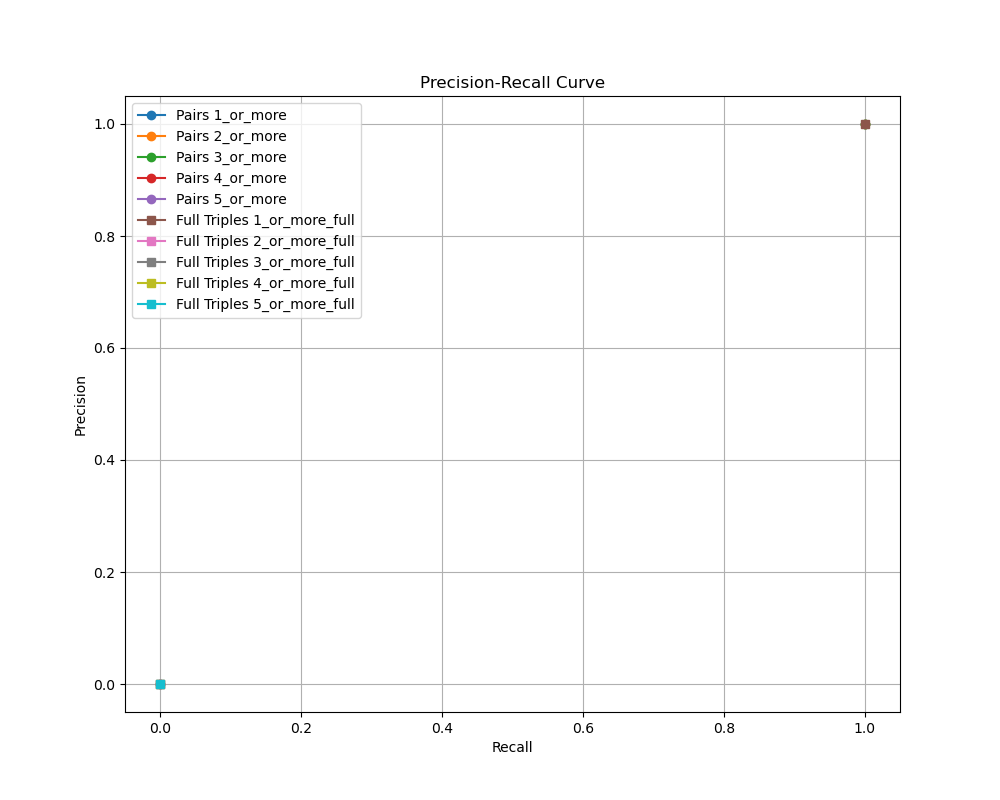 Precision-Recall Curve
Pairs 1_or_more
Pairs 2_or_more
Pairs 3_or_more
Pairs 4_or_more
Pairs 5_or_more
Full Triples 1_or_more_full
Full Triples 2_or_more_full
Full Triples 3_or_more_full
Full Triples 4_or_more_full
Full Triples 5_or_more_full
1.0
0.8
0.6
0.4
0.2
0.0
Precision
0.0 0.2 0.4 0.6 0.8 1.0
Recall